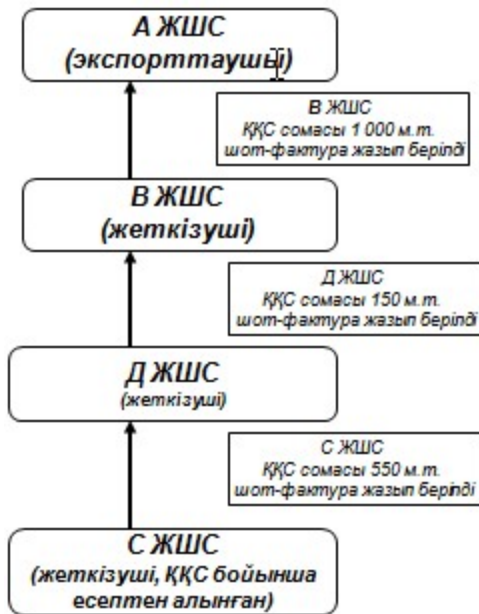 А ЖШС
(экспорттаушы)
В ЖШС
ҚҚС сомасы 1 000 м.т.
шот-фактура жазып берілді
В ЖШС
(жеткізуші)
Д ЖШС
ҚҚС сомасы 150 м.т.
шот-фактура жазып берілді
Д ЖШС
(жеткізуші)
С ЖШС
ҚҚС сомасы 550 м.т.
шот-фактура жазып берілді
С ЖШС
(жеткізуші, ҚҚС бойынша
есептен алынған)